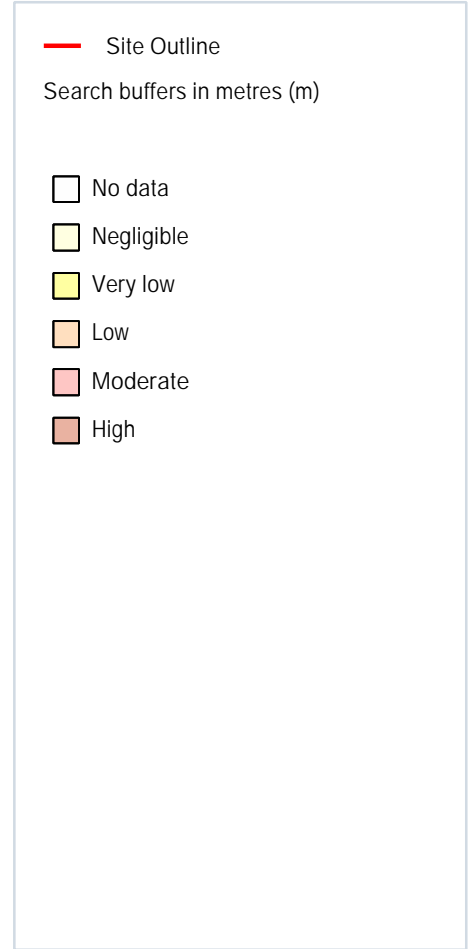 Site Outline
Search buffers in metres (m)
No data
Negligible
Very low
Low
Moderate
High